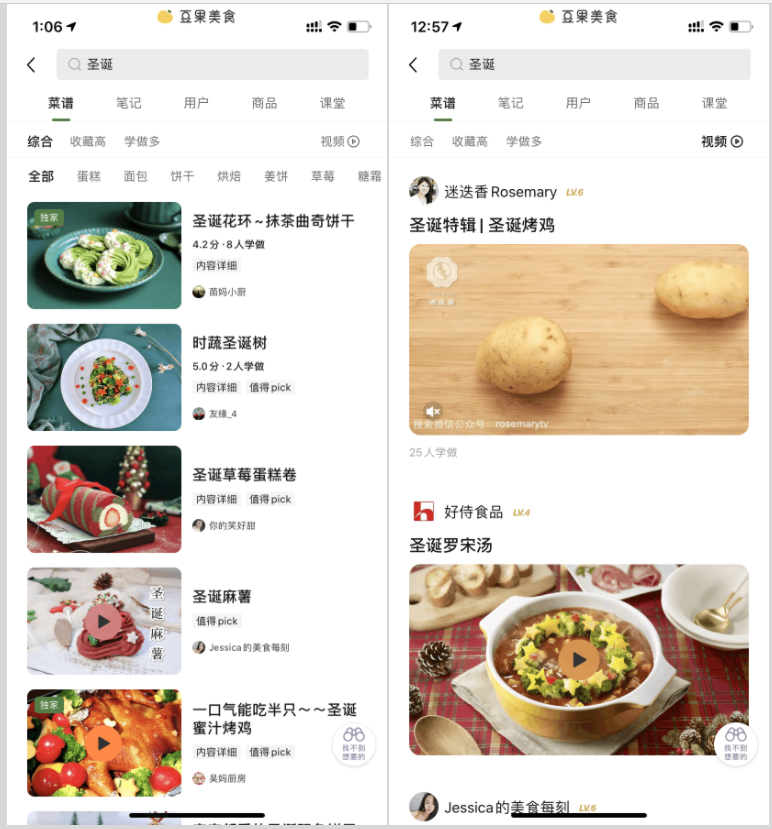 豆果美食
1:06
圣诞
菜谱 笔记 用户 商品 课堂
综合 收藏高 学做多 视频
全部 蛋糕 面包 饼干 烘焙 姜饼 草莓 糖霜
独家
圣诞花环~抹茶曲奇饼干
4.2分·8人学做
内容详细
苗妈小厨
时蔬圣诞树
5.0分·2人学做
内容详细 值得pick
友缘_4
圣诞草莓蛋糕卷
内容详细 值得pick
你的笑好甜
圣诞麻薯
圣诞麻薯
值得pick
Jessica的美食每刻
独家
一口气能吃半只~~圣诞
蜜汁烤鸡
内容详细 值得pick
吴妈厨房
找不到
想要的
豆果美食
12:57
圣诞
菜谱 笔记 用户 商品 课堂
综合 收藏高 学做多 视频
迷迭香Rosemary LV.6
圣诞特辑|圣诞烤鸡
迷迭香
搜索微信公众号:rosemarytv
25人学做
好侍食品 LV.4
圣诞罗宋汤
找不到
想要的
Jessica的美食每刻 LV.6